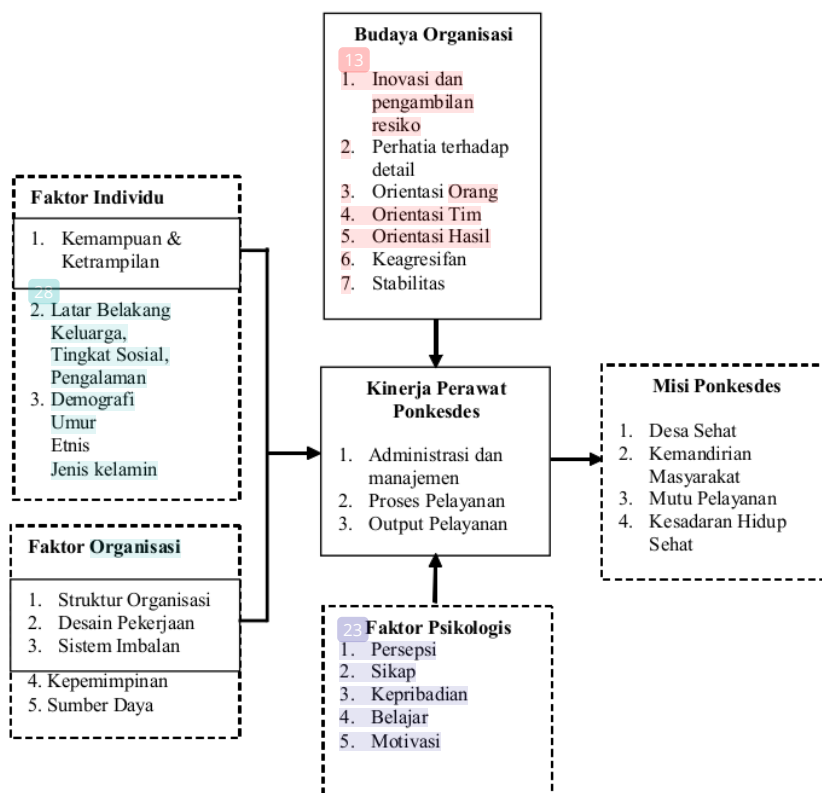 Budaya Organisasi
13
1. Inovasi dan
pengambilan
resiko
2. Perhatia terhadap
detail
3. Orientasi Orang
4. Orientasi Tim
5. Orientasi Hasil
6. Keagresifan
7. Stabilitas
Faktor Individu
1. Kemampuan &
Ketrampilan
28
2. Latar Belakang
Keluarga,
Tingkat Sosial,
Pengalaman
3. Demografi
Umur
Etnis
Jenis kelamin
Kinerja Perawat
Ponkesdes
1. Administrasi dan
manajemen
2. Proses Pelayanan
3. Output Pelayanan
Misi Ponkesdes
1. Desa Sehat
2. Kemandirian
Masyarakat
3. Mutu Pelayanan
4. Kesadaran Hidup
Sehat
Faktor Organisasi
1. Struktur Organisasi
2. Desain Pekerjaan
3. Sistem Imbalan
4. Kepemimpinan
5. Sumber Daya
23
Faktor Psikologis
1. Persepsi
2. Sikap
3. Kepribadian
4. Belajar
5. Motivasi